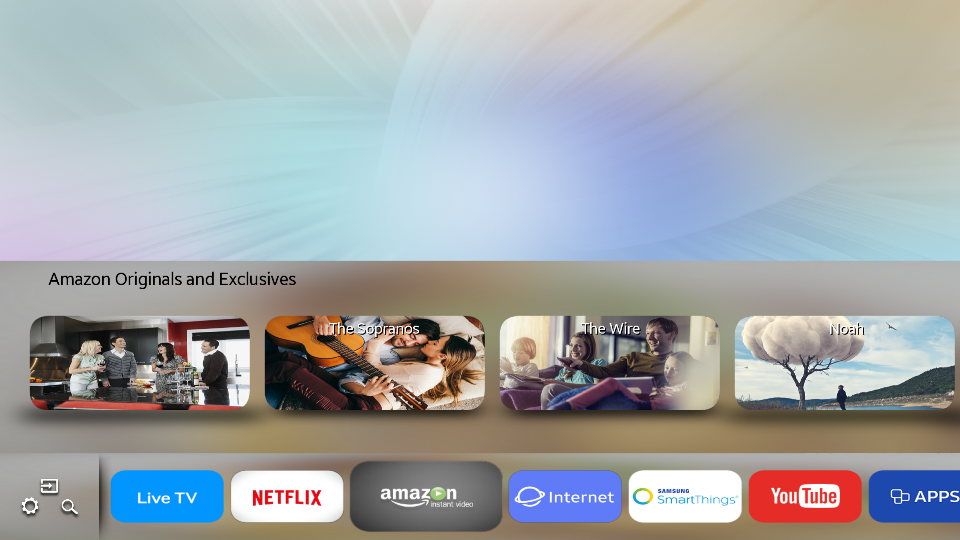 Amazon Originals and Exclusives
The Sopranos
The Wire
Noah
Live TV
NETFLIX
amazon
instant video
Internet
SAMSUNG
SmartThings
YouTube
APPS